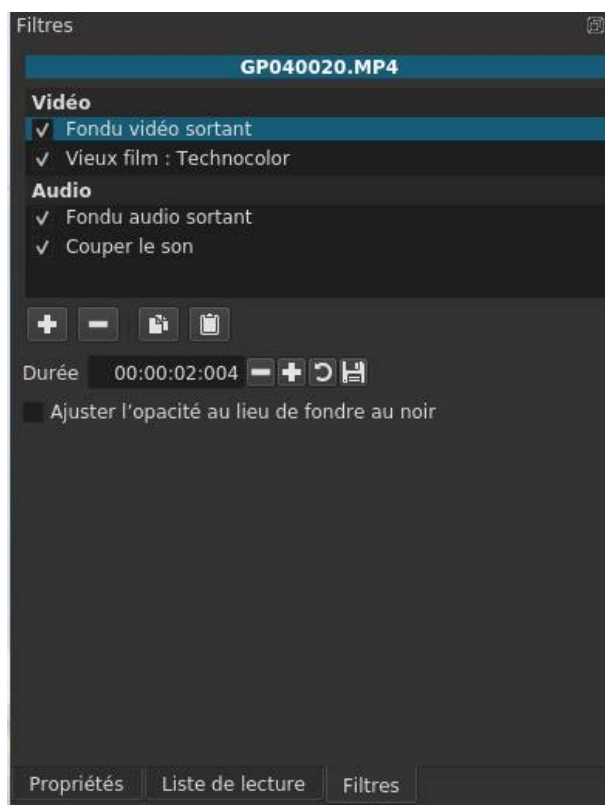 Filtres
GP040020.MP4
Vidéo
Fondu vidéo sortant
Vieux film : Technocolor
Audio
Fondu audio sortant
Couper le son
Durée 00:00:02:004
Ajuster l’opacité au lieu de fondre au noir
Propriétés Liste de lecture Filtres